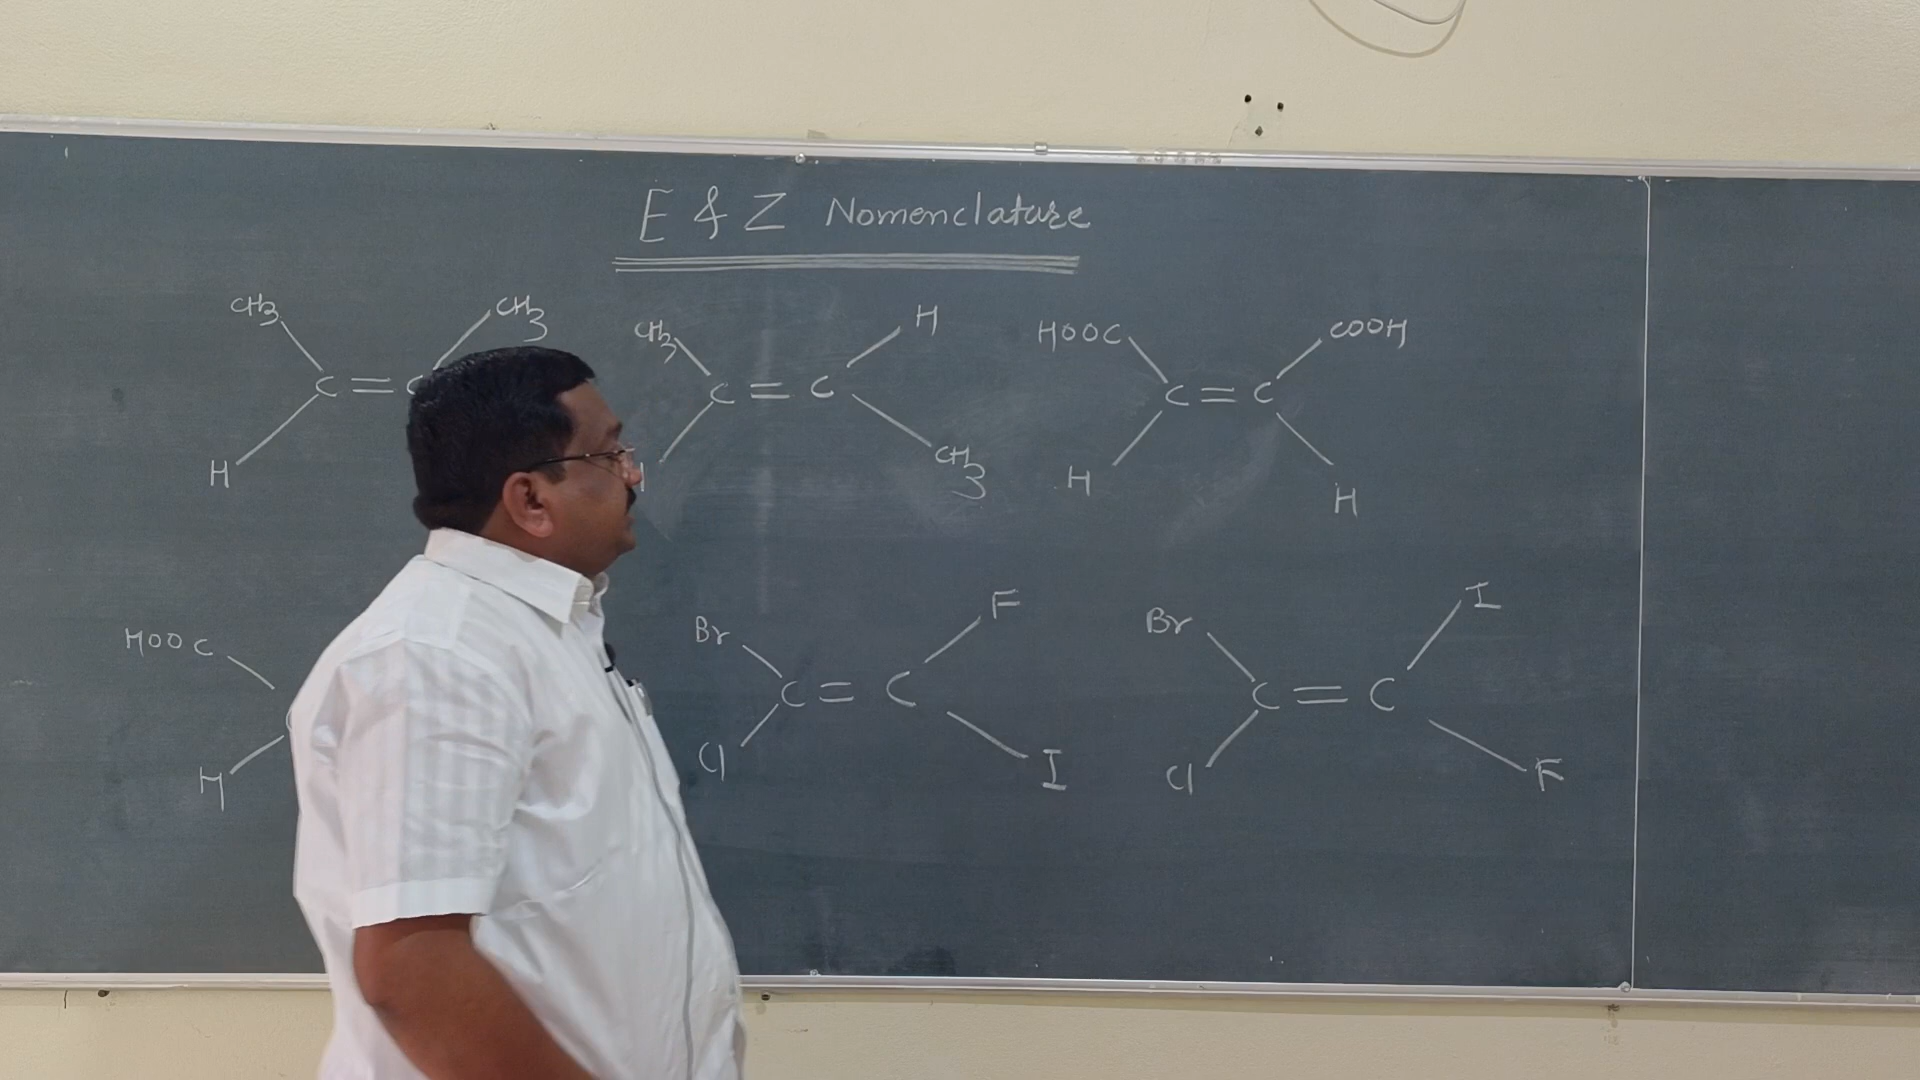 E & Z Nomenclature
CH3 CH3 CH3 H HOOC COOH
C = C C = C C = C
H CH3 H H
HOOC Br F Br I
C = C C = C
H Cl I Cl F